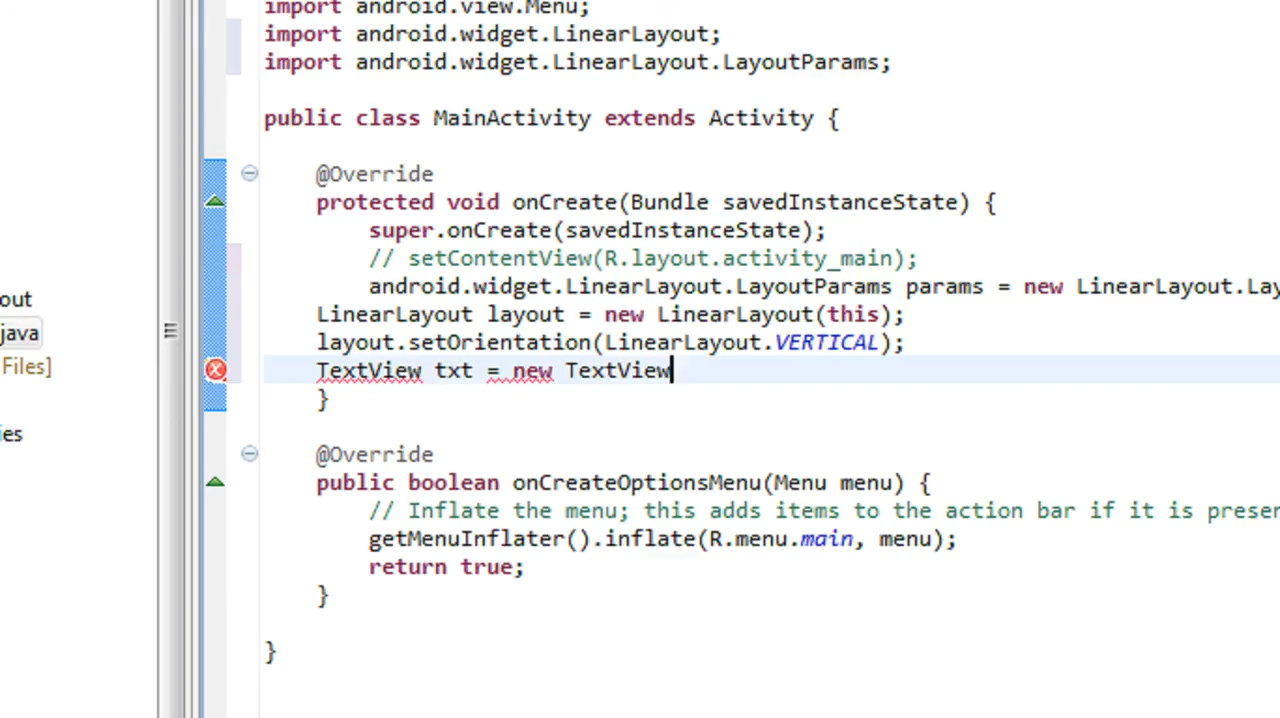 import android.view.Menu;
import android.widget.LinearLayout;
import android.widget.LinearLayout.LayoutParams;
public class MainActivity extends Activity {
@Override
protected void onCreate(Bundle savedInstanceState) {
super.onCreate(savedInstanceState);
// setContentView(R.layout.activity_main);
android.widget.LinearLayout.LayoutParams params = new LinearLayout.Lay
LinearLayout layout = new LinearLayout(this);
layout.setOrientation(LinearLayout.VERTICAL);
TextView txt = new TextView
}
@Override
public boolean onCreateOptionsMenu(Menu menu) {
// Inflate the menu; this adds items to the action bar if it is presen
getMenuInflater().inflate(R.menu.main, menu);
return true;
}
}
out
java
Files]
ies